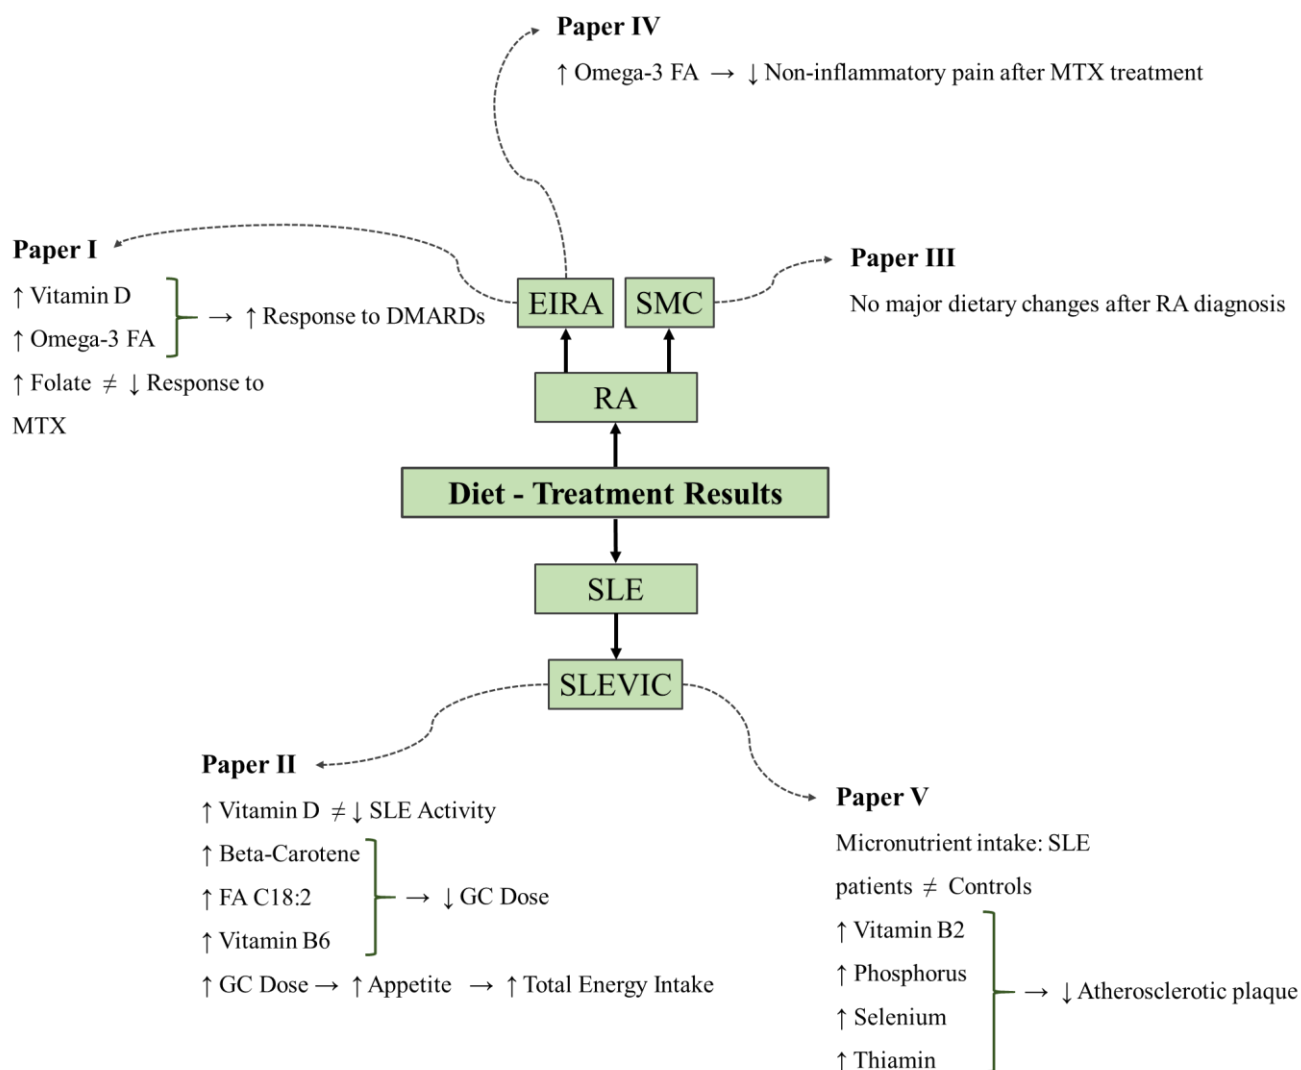 Paper IV
↑ Omega-3 FA → ↓ Non-inflammatory pain after MTX treatment
Paper I
↑ Vitamin D
↑ Omega-3 FA
→ ↑ Response to DMARDs
↑ Folate ≠ ↓ Response to
MTX
EIRA
SMC
Paper III
No major dietary changes after RA diagnosis
RA
Diet - Treatment Results
SLE
SLEVIC
Paper II
↑ Vitamin D ≠ ↓ SLE Activity
↑ Beta-Carotene
↑ FA C18:2
↑ Vitamin B6
→ ↓ GC Dose
↑ GC Dose → ↑ Appetite → ↑ Total Energy Intake
Paper V
Micronutrient intake: SLE
patients ≠ Controls
↑ Vitamin B2
↑ Phosphorus
↑ Selenium
↑ Thiamin
→ ↓ Atherosclerotic plaque